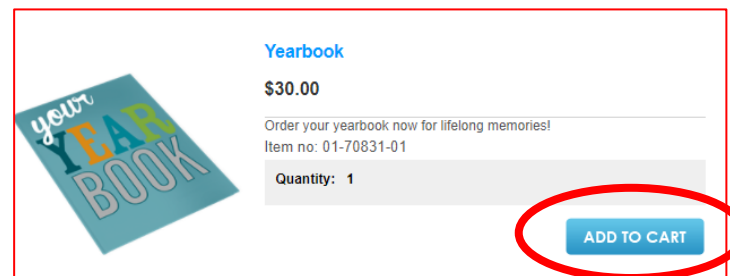 your
YEAR
BOOK
Yearbook
$30.00
Order your yearbook now for lifelong memories!
Item no: 01-70831-01
Quantity: 1
ADD TO CART